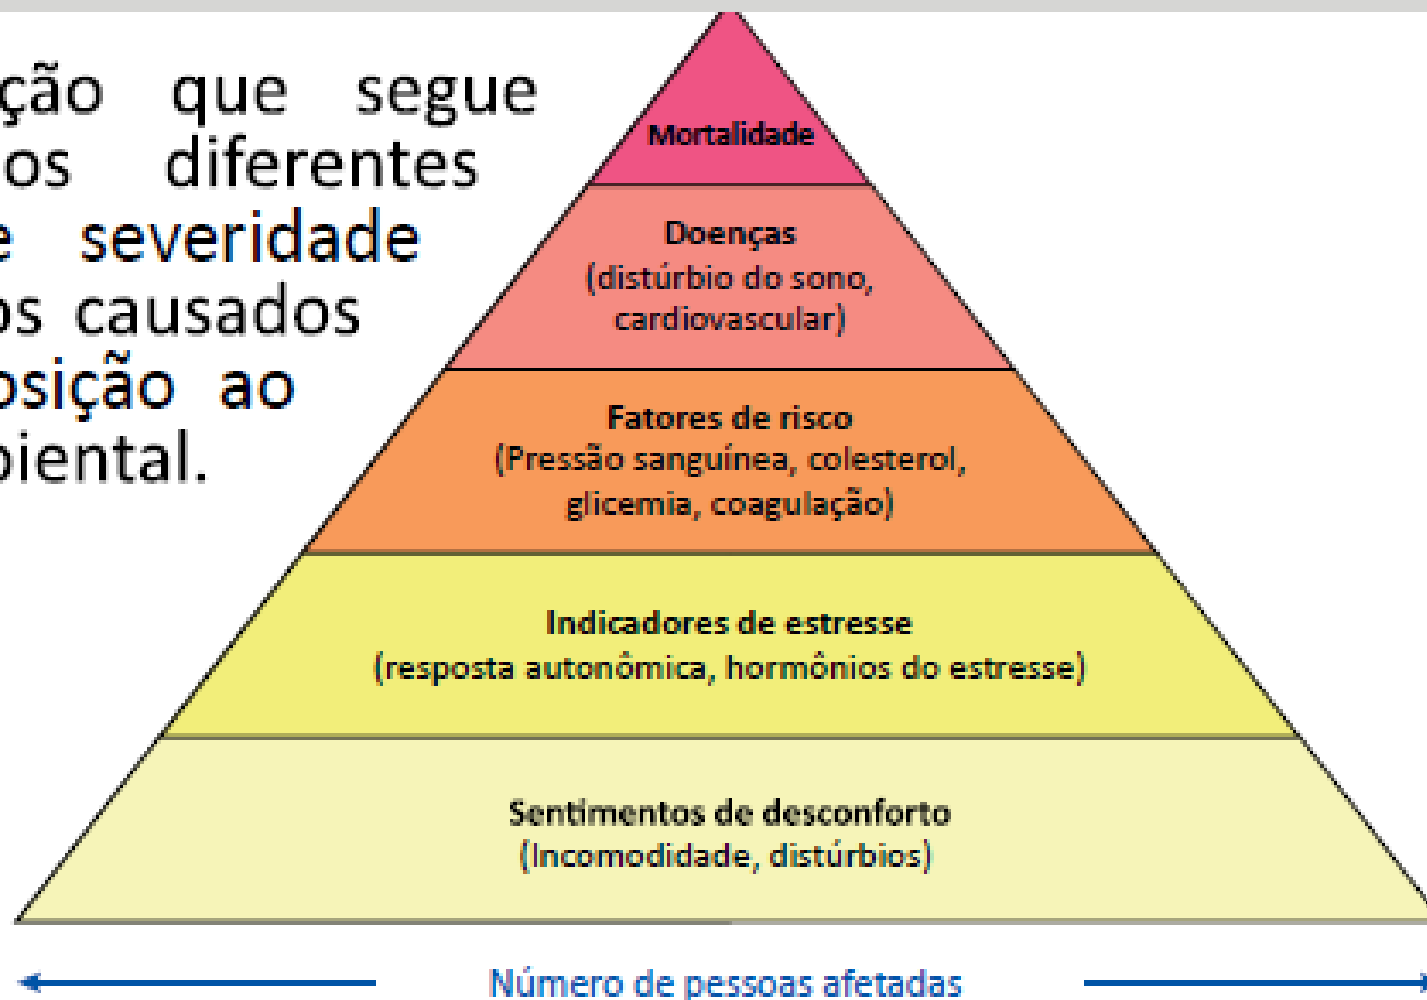 ção que segue
os diferentes
e severidade
os causados
osição ao
biental.
Mortalidade
Doenças
(distúrbio do sono,
cardiovascular)
Fatores de risco
(Pressão sanguínea, colesterol,
glicemia, coagulação)
Indicadores de estresse
(resposta autonômica, hormônios do estresse)
Sentimentos de desconforto
(Incomodidade, distúrbios)
Número de pessoas afetadas